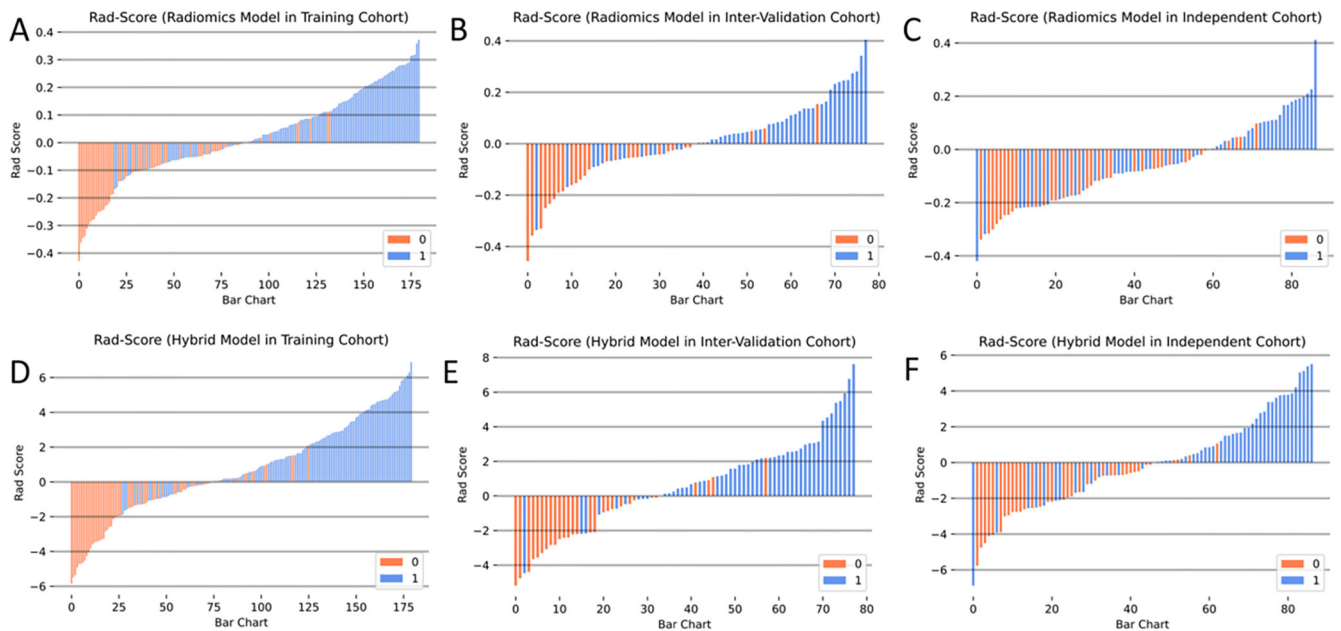 A
Rad-Score (Radiomics Model in Training Cohort)
0.4
0.3
0.2
0.1
0.0
−0.1
−0.2
−0.3
−0.4
Rad Score
0
1
0 25 50 75 100 125 150 175
Bar Chart
B
Rad-Score (Radiomics Model in Inter-Validation Cohort)
0.4
0.2
0.0
−0.2
−0.4
Rad Score
0
1
0 10 20 30 40 50 60 70 80
Bar Chart
C
Rad-Score (Radiomics Model in Independent Cohort)
0.4
0.2
0.0
−0.2
−0.4
Rad Score
0
1
0 20 40 60 80
Bar Chart
D
Rad-Score (Hybrid Model in Training Cohort)
6
4
2
0
−2
−4
−6
Rad Score
0
1
0 25 50 75 100 125 150 175
Bar Chart
E
Rad-Score (Hybrid Model in Inter-Validation Cohort)
8
6
4
2
0
−2
−4
Rad Score
0
1
0 10 20 30 40 50 60 70 80
Bar Chart
F
Rad-Score (Hybrid Model in Independent Cohort)
6
4
2
0
−2
−4
−6
Rad Score
0
1
0 20 40 60 80
Bar Chart